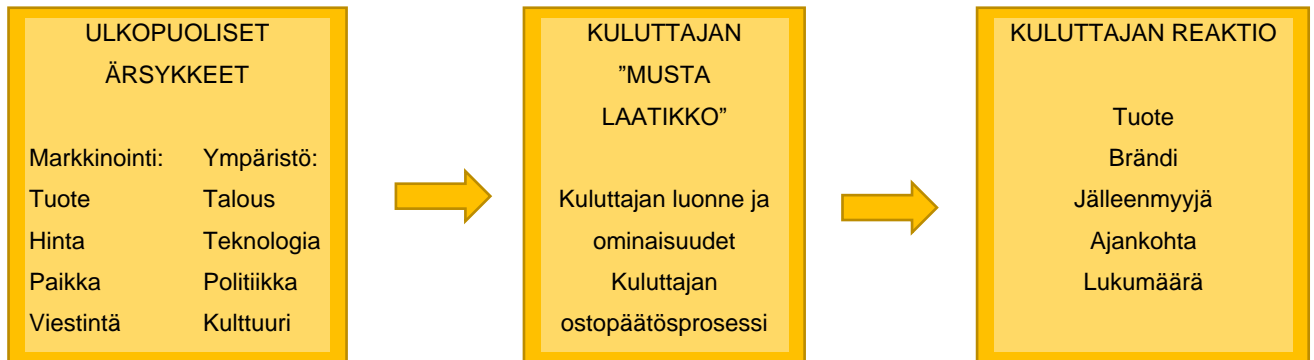 ULKOPUOLISET
ÄRSYKKEET
Markkinointi: Ympäristö:
Tuote Talous
Hinta Teknologia
Paikka Politiikka
Viestintä Kulttuuri
KULUTTAJAN
”MUSTA
LAATIKKO”
Kuluttajan luonne ja
ominaisuudet
Kuluttajan
ostopäätösprosessi
KULUTTAJAN REAKTIO
Tuote
Brändi
Jälleenmyyjä
Ajankohta
Lukumäärä